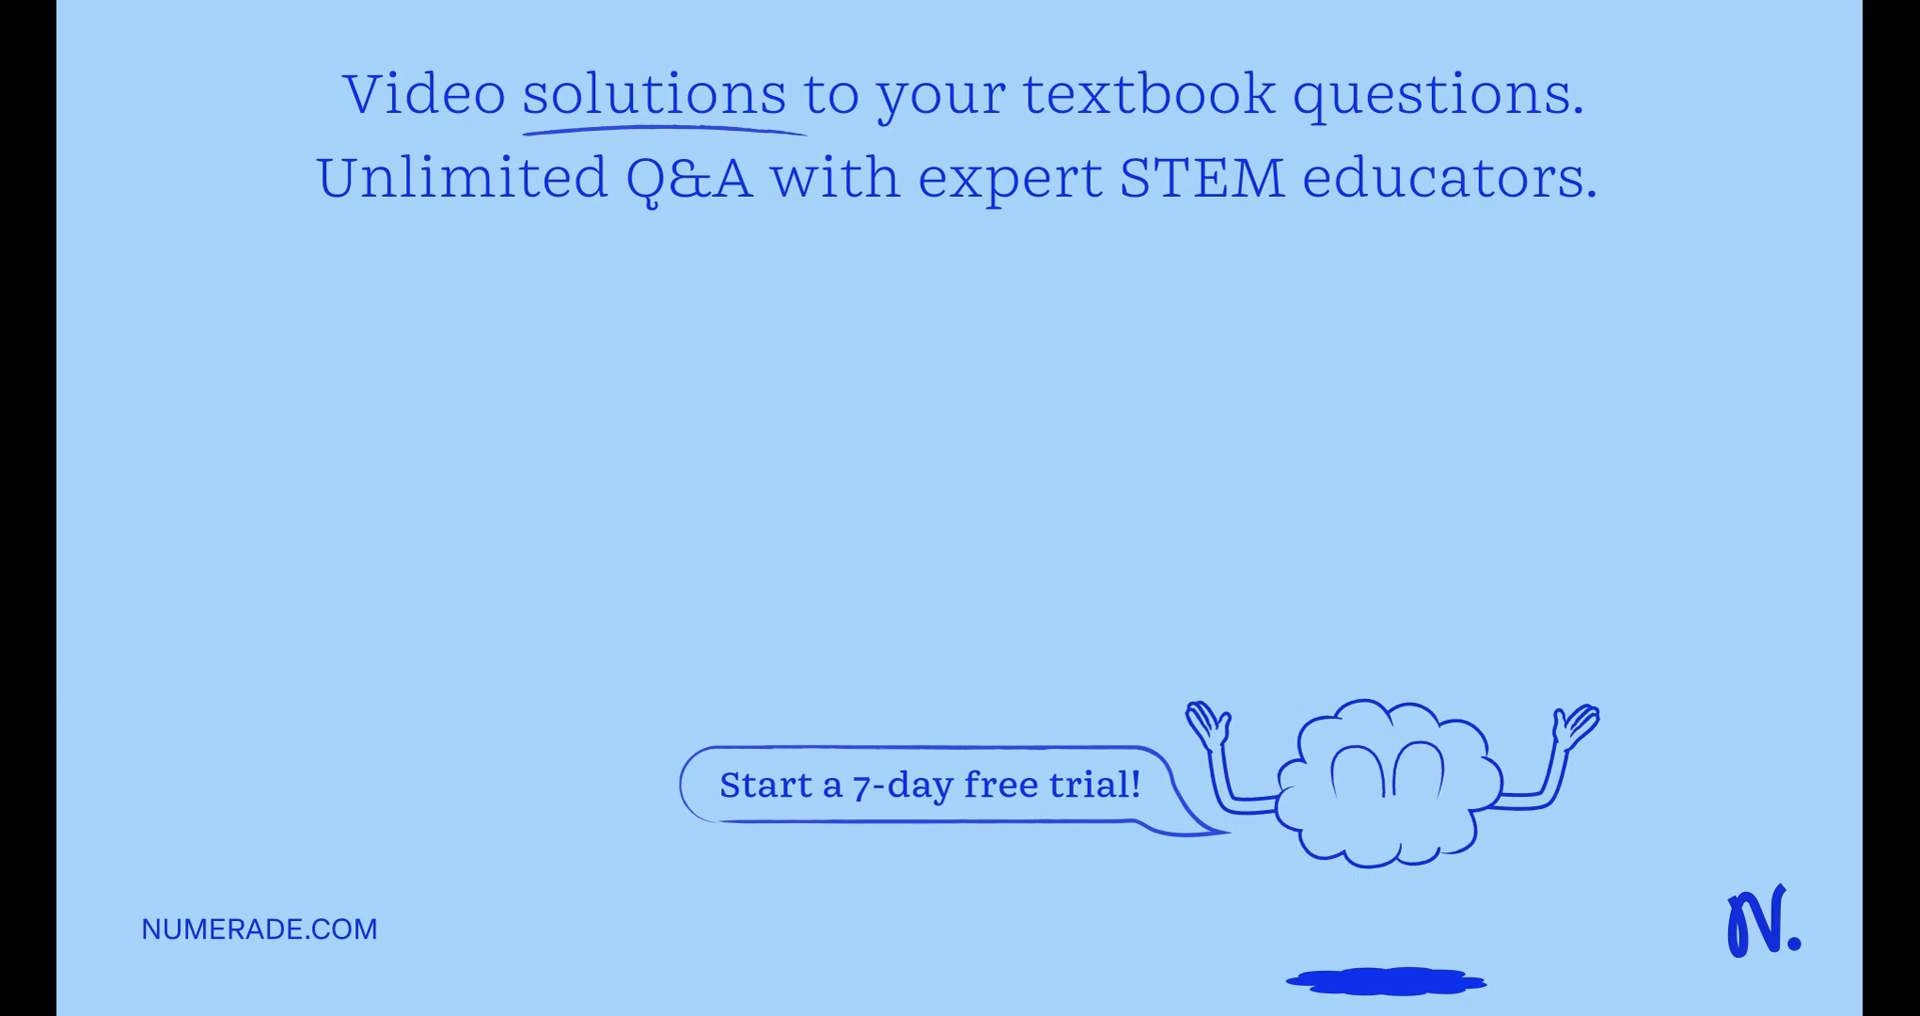 Video solutions to your textbook questions.
Unlimited Q&A with expert STEM educators.
Start a 7-day free trial!
NUMERADE.COM
N.